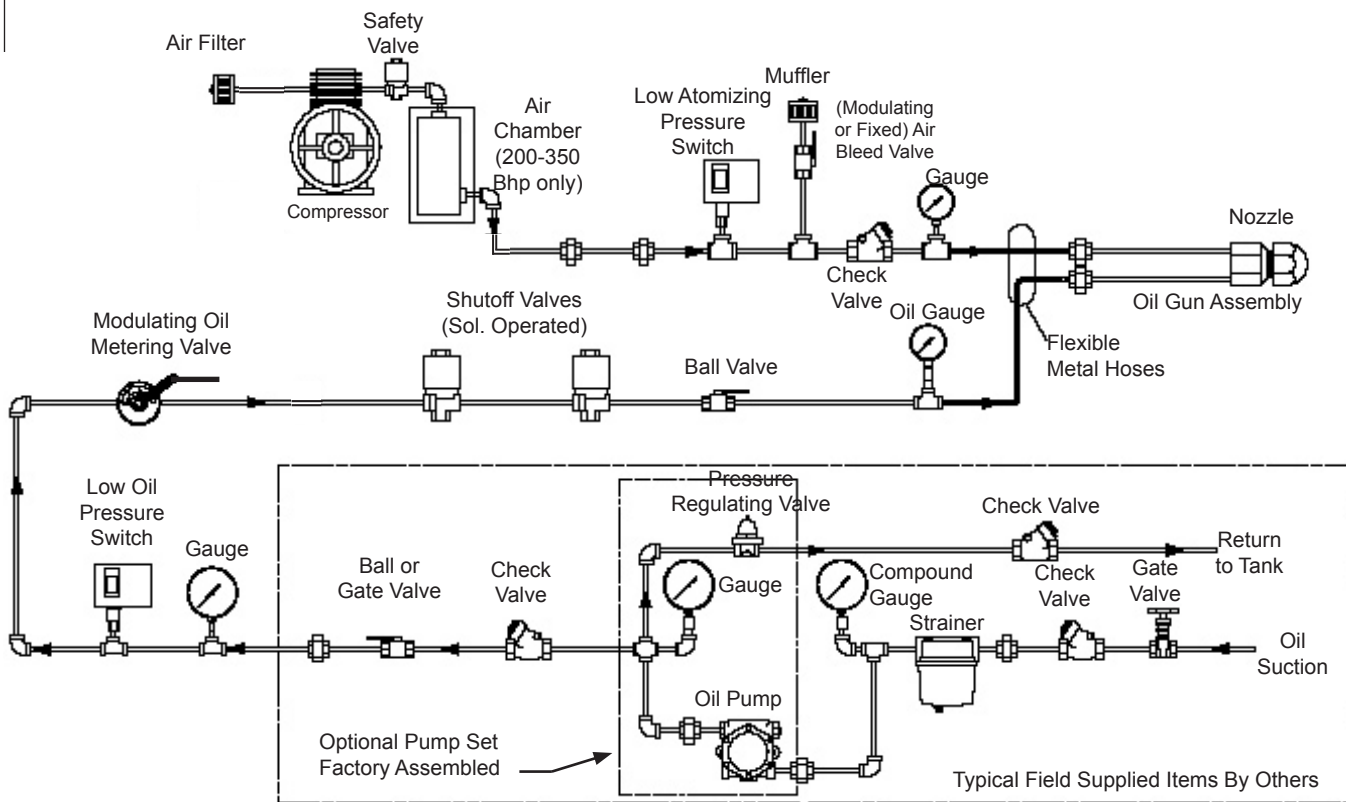 Air Filter
Safety
Valve
Compressor
Air
Chamber
(200-350
Bhp only)
Low Atomizing
Pressure
Switch
Muffler
(Modulating
or Fixed) Air
Bleed Valve
Gauge
Check
Valve
Nozzle
Oil Gun Assembly
Flexible
Metal Hoses
Modulating Oil
Metering Valve
Shutoff Valves
(Sol. Operated)
Ball Valve
Oil Gauge
Low Oil
Pressure
Switch
Gauge
Ball or
Gate Valve
Check
Valve
Pressure
Regulating Valve
Gauge
Oil Pump
Compound
Gauge
Strainer
Check Valve
Return
to Tank
Check
Valve
Gate
Valve
Oil
Suction
Optional Pump Set
Factory Assembled
Typical Field Supplied Items By Others